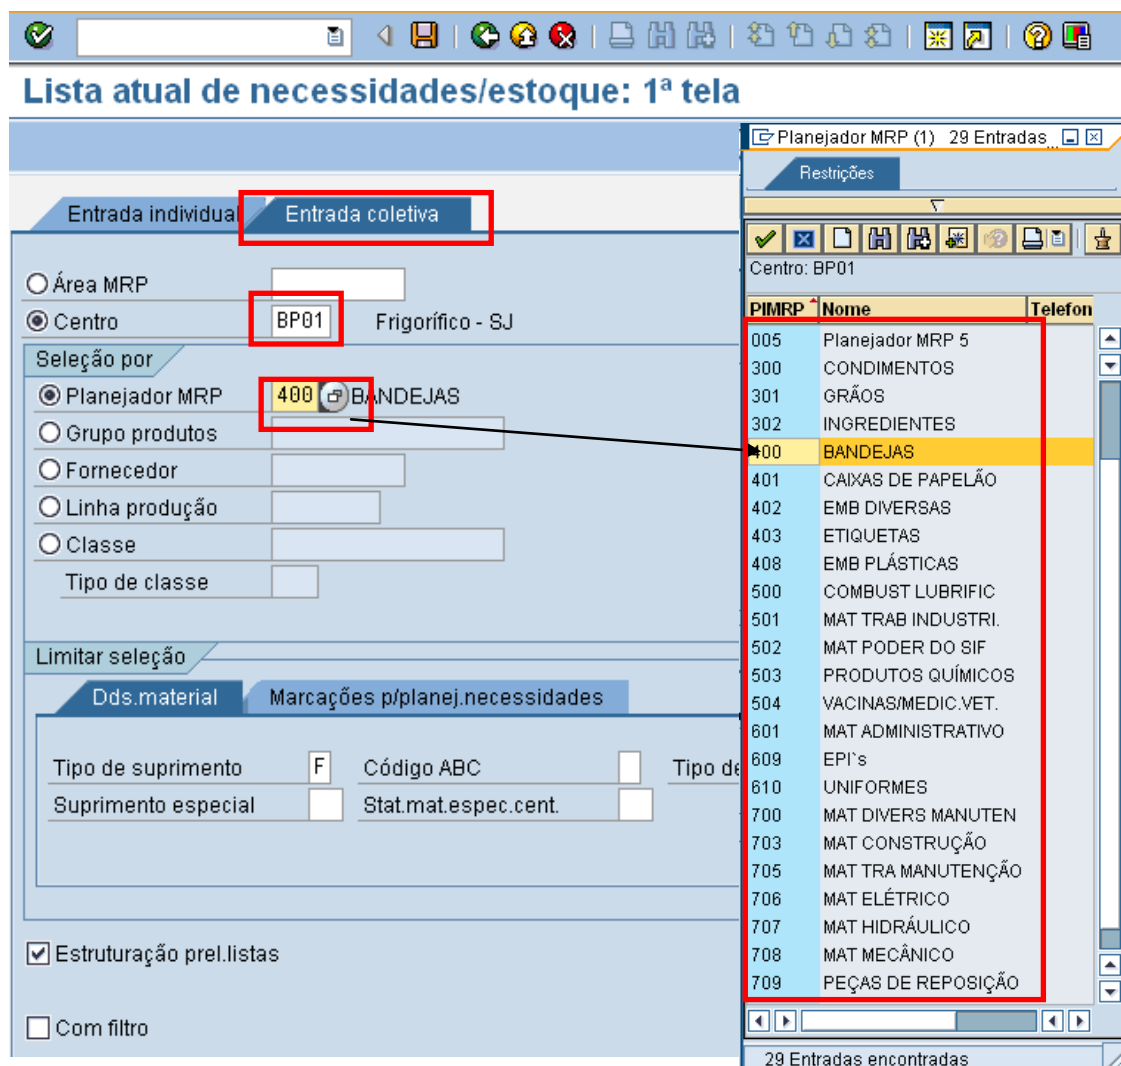 Lista atual de necessidades/estoque: 1ª tela
Entrada individual
Entrada coletiva
Área MRP
Centro
BP01
Frigorífico - SJ
Seleção por
Planejador MRP
400
BANDEJAS
Grupo produtos
Fornecedor
Linha produção
Classe
Tipo de classe
Limitar seleção
Dds.material
Marcações p/planej.necessidades
Tipo de suprimento
F
Código ABC
Tipo de
Suprimento especial
Stat.mat.espec.cent.
Estruturação prel.listas
Com filtro
Planejador MRP (1) 29 Entradas...
Restrições
Centro: BP01
PlMRP Nome Telefon
005 Planejador MRP 5
300 CONDIMENTOS
301 GRÃOS
302 INGREDIENTES
400 BANDEJAS
401 CAIXAS DE PAPELÃO
402 EMB DIVERSAS
403 ETIQUETAS
408 EMB PLÁSTICAS
500 COMBUST LUBRIFIC
501 MAT TRAB INDUSTRI.
502 MAT PODER DO SIF
503 PRODUTOS QUÍMICOS
504 VACINAS/MEDIC.VET.
601 MAT ADMINISTRATIVO
609 EPI`s
610 UNIFORMES
700 MAT DIVERS MANUTEN
703 MAT CONSTRUÇÃO
705 MAT TRA MANUTENÇÃO
706 MAT ELÉTRICO
707 MAT HIDRÁULICO
708 MAT MECÂNICO
709 PEÇAS DE REPOSIÇÃO
29 Entradas encontradas